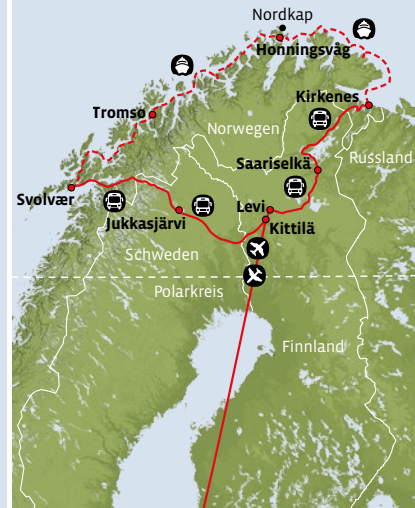 Nordkap
Honningsvåg
Kirkenes
Tromsø
Norwegen
Saariselkä
Russland
Svolvær
Levi
Jukkasjärvi
Kittilä
Schweden
Polarkreis
Finnland